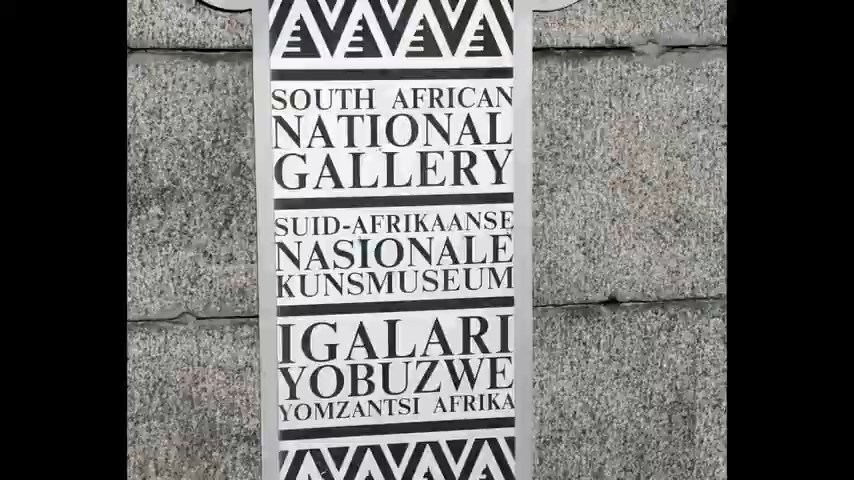 SOUTH AFRICAN
NATIONAL
GALLERY
SUID-AFRIKAANSE
NASIONALE
KUNSMUSEUM
IGALARI
YOBUZWE
YOMZANTSI AFRIKA